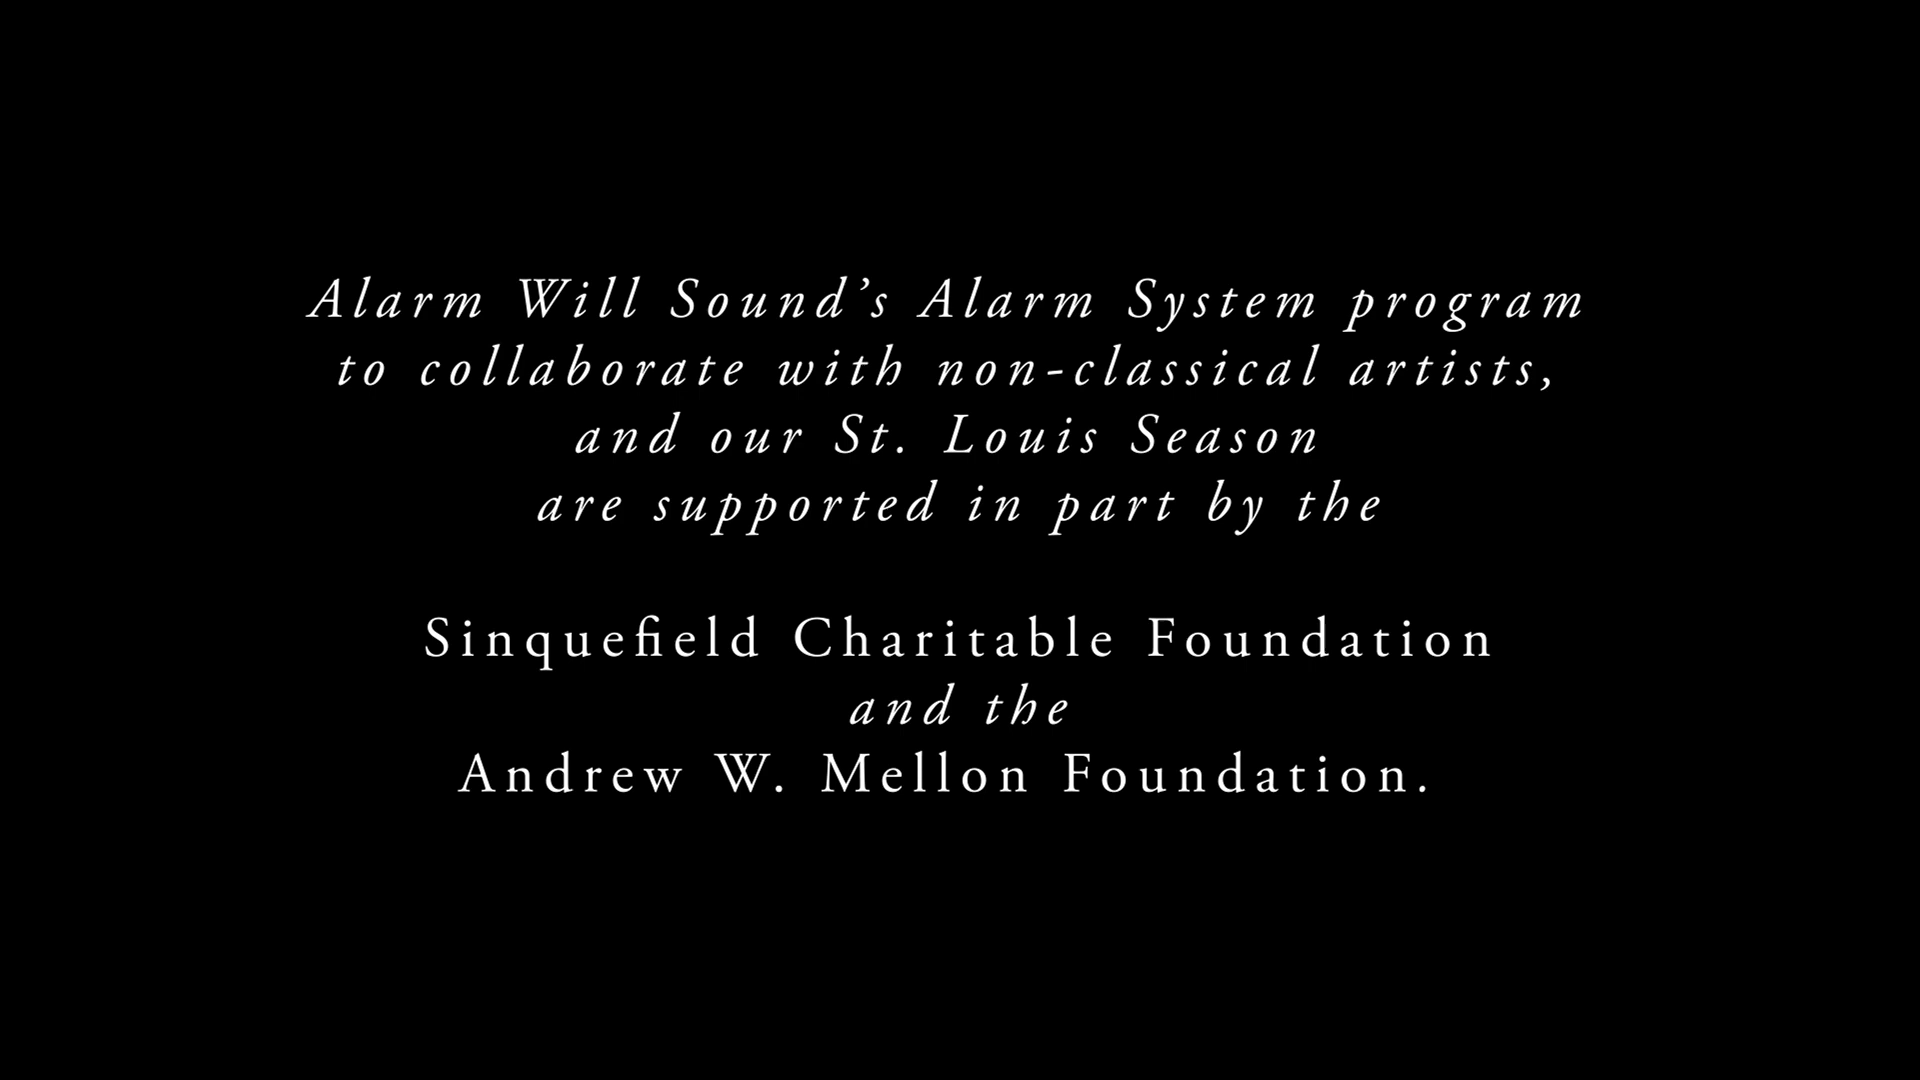 Alarm Will Sound’s Alarm System program
to collaborate with non-classical artists,
and our St. Louis Season
are supported in part by the
Sinquefield Charitable Foundation
and the
Andrew W. Mellon Foundation.